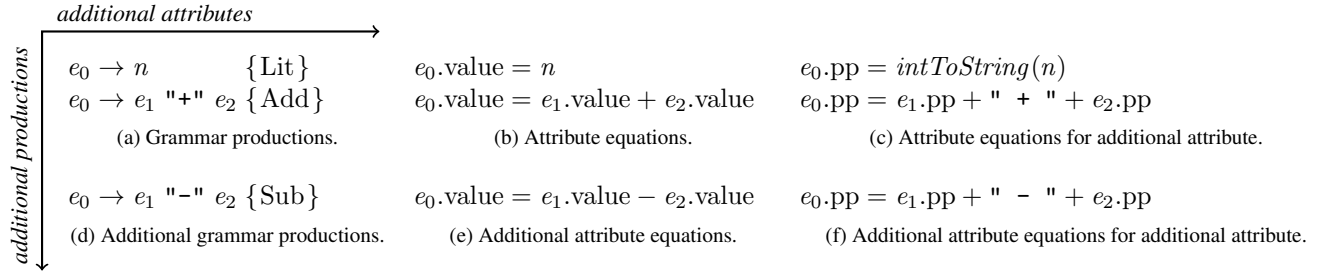 additional attributes
additional productions
e₀ → n {Lit}
e₀ → e₁ "+" e₂ {Add}
(a) Grammar productions.
e₀.value = n
e₀.value = e₁.value + e₂.value
(b) Attribute equations.
e₀.pp = intToString(n)
e₀.pp = e₁.pp + " + " + e₂.pp
(c) Attribute equations for additional attribute.
e₀ → e₁ "-" e₂ {Sub}
(d) Additional grammar productions.
e₀.value = e₁.value − e₂.value
(e) Additional attribute equations.
e₀.pp = e₁.pp + " - " + e₂.pp
(f) Additional attribute equations for additional attribute.